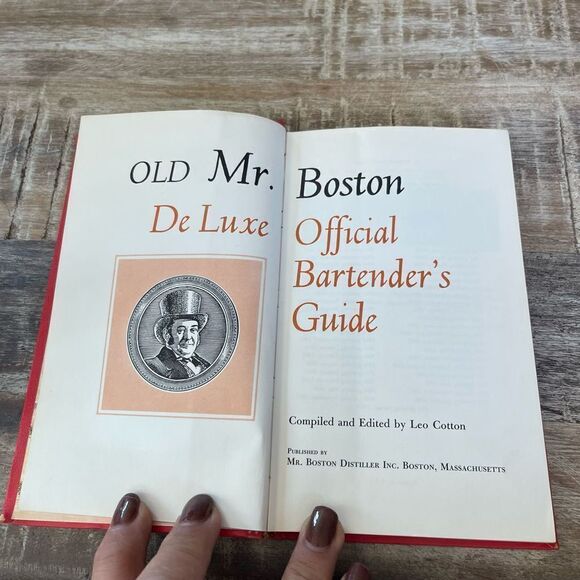 OLD Mr. Boston
De Luxe Official
Bartender's
Guide
Compiled and Edited by Leo Cotton
Published by
Mr. Boston Distiller Inc. Boston, Massachusetts